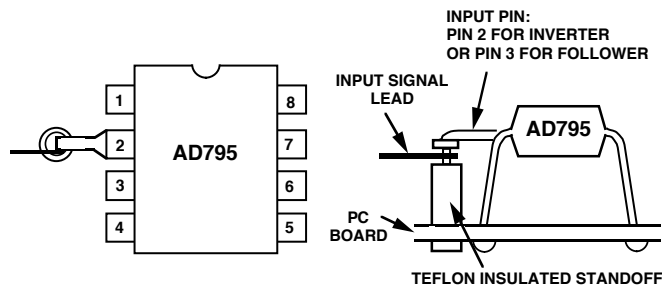 INPUT PIN:
PIN 2 FOR INVERTER
OR PIN 3 FOR FOLLOWER
INPUT SIGNAL
LEAD
1
8
2
7
AD795
AD795
3
6
4
5
PC
BOARD
TEFLON INSULATED STANDOFF